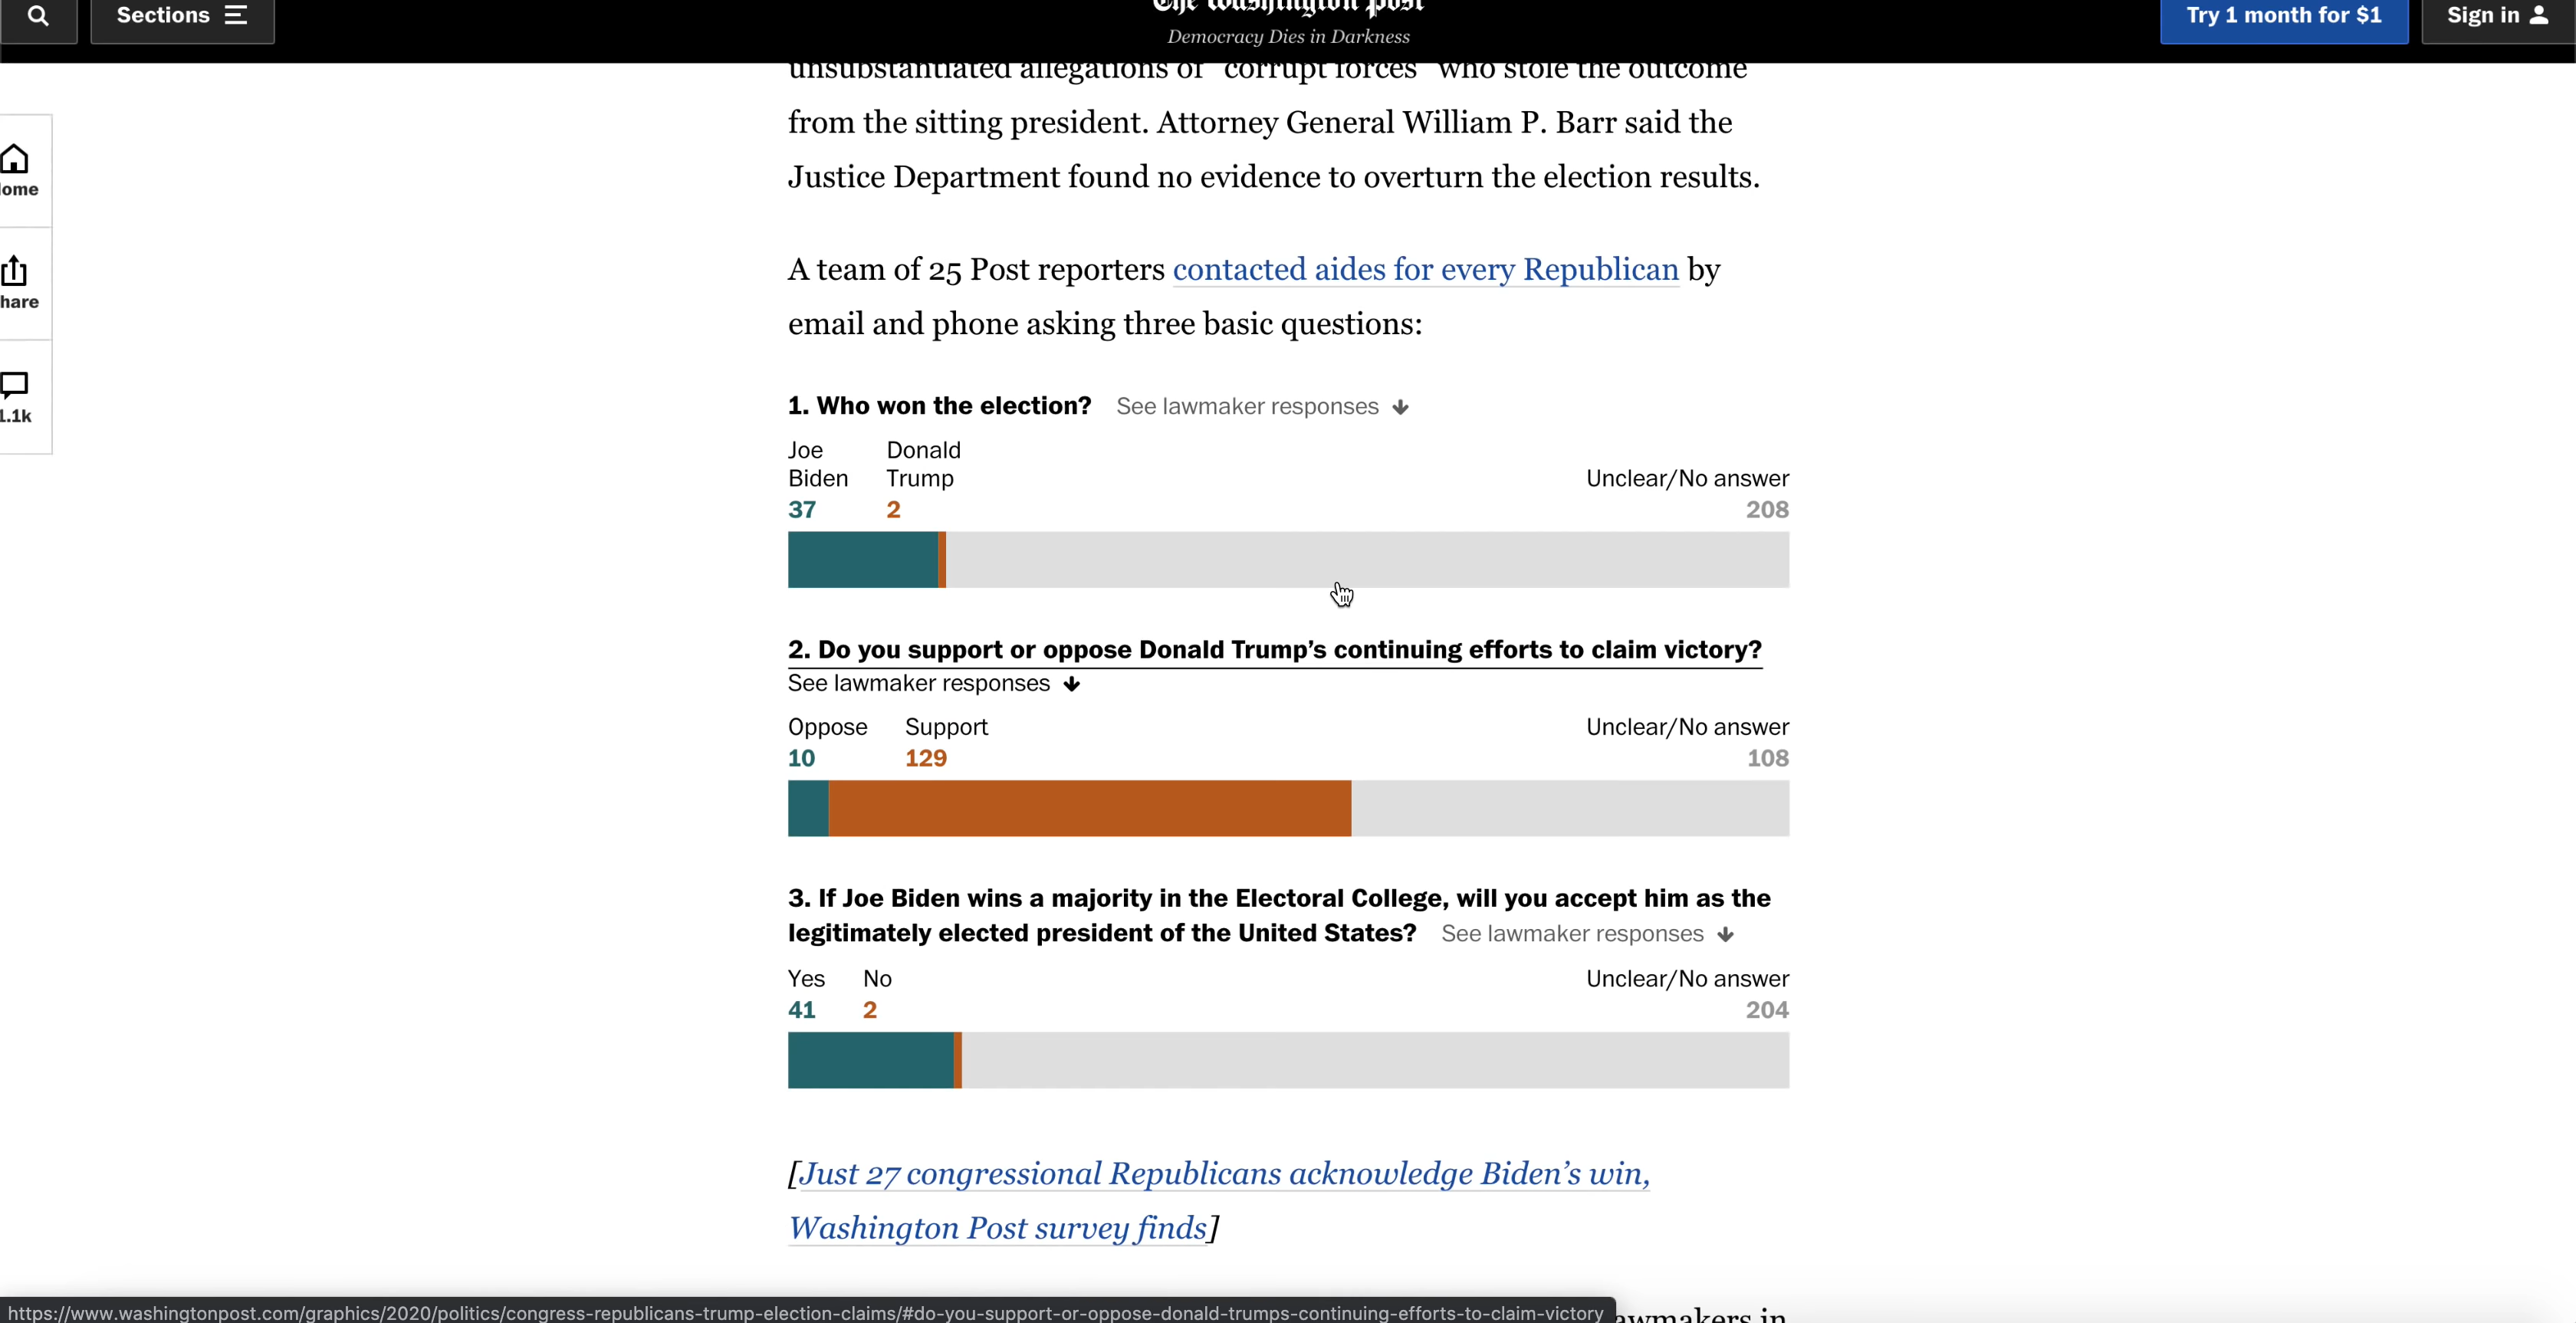 Sections
The Washington Post
Democracy Dies in Darkness
Try 1 month for $1
Sign in
unsubstantiated allegations of "corrupt forces" who stole the outcome
from the sitting president. Attorney General William P. Barr said the
Justice Department found no evidence to overturn the election results.
ome
hare
1.1k
A team of 25 Post reporters contacted aides for every Republican by
email and phone asking three basic questions:
1. Who won the election? See lawmaker responses
Joe Biden
Donald Trump
Unclear/No answer
37 2 208
2. Do you support or oppose Donald Trump’s continuing efforts to claim victory?
See lawmaker responses
Oppose Support Unclear/No answer
10 129 108
3. If Joe Biden wins a majority in the Electoral College, will you accept him as the
legitimately elected president of the United States? See lawmaker responses
Yes No Unclear/No answer
41 2 204
[Just 27 congressional Republicans acknowledge Biden’s win,
Washington Post survey finds]
https://www.washingtonpost.com/graphics/2020/politics/congress-republicans-trump-election-claims/#do-you-support-or-oppose-donald-trumps-continuing-efforts-to-claim-victory
awmakers in